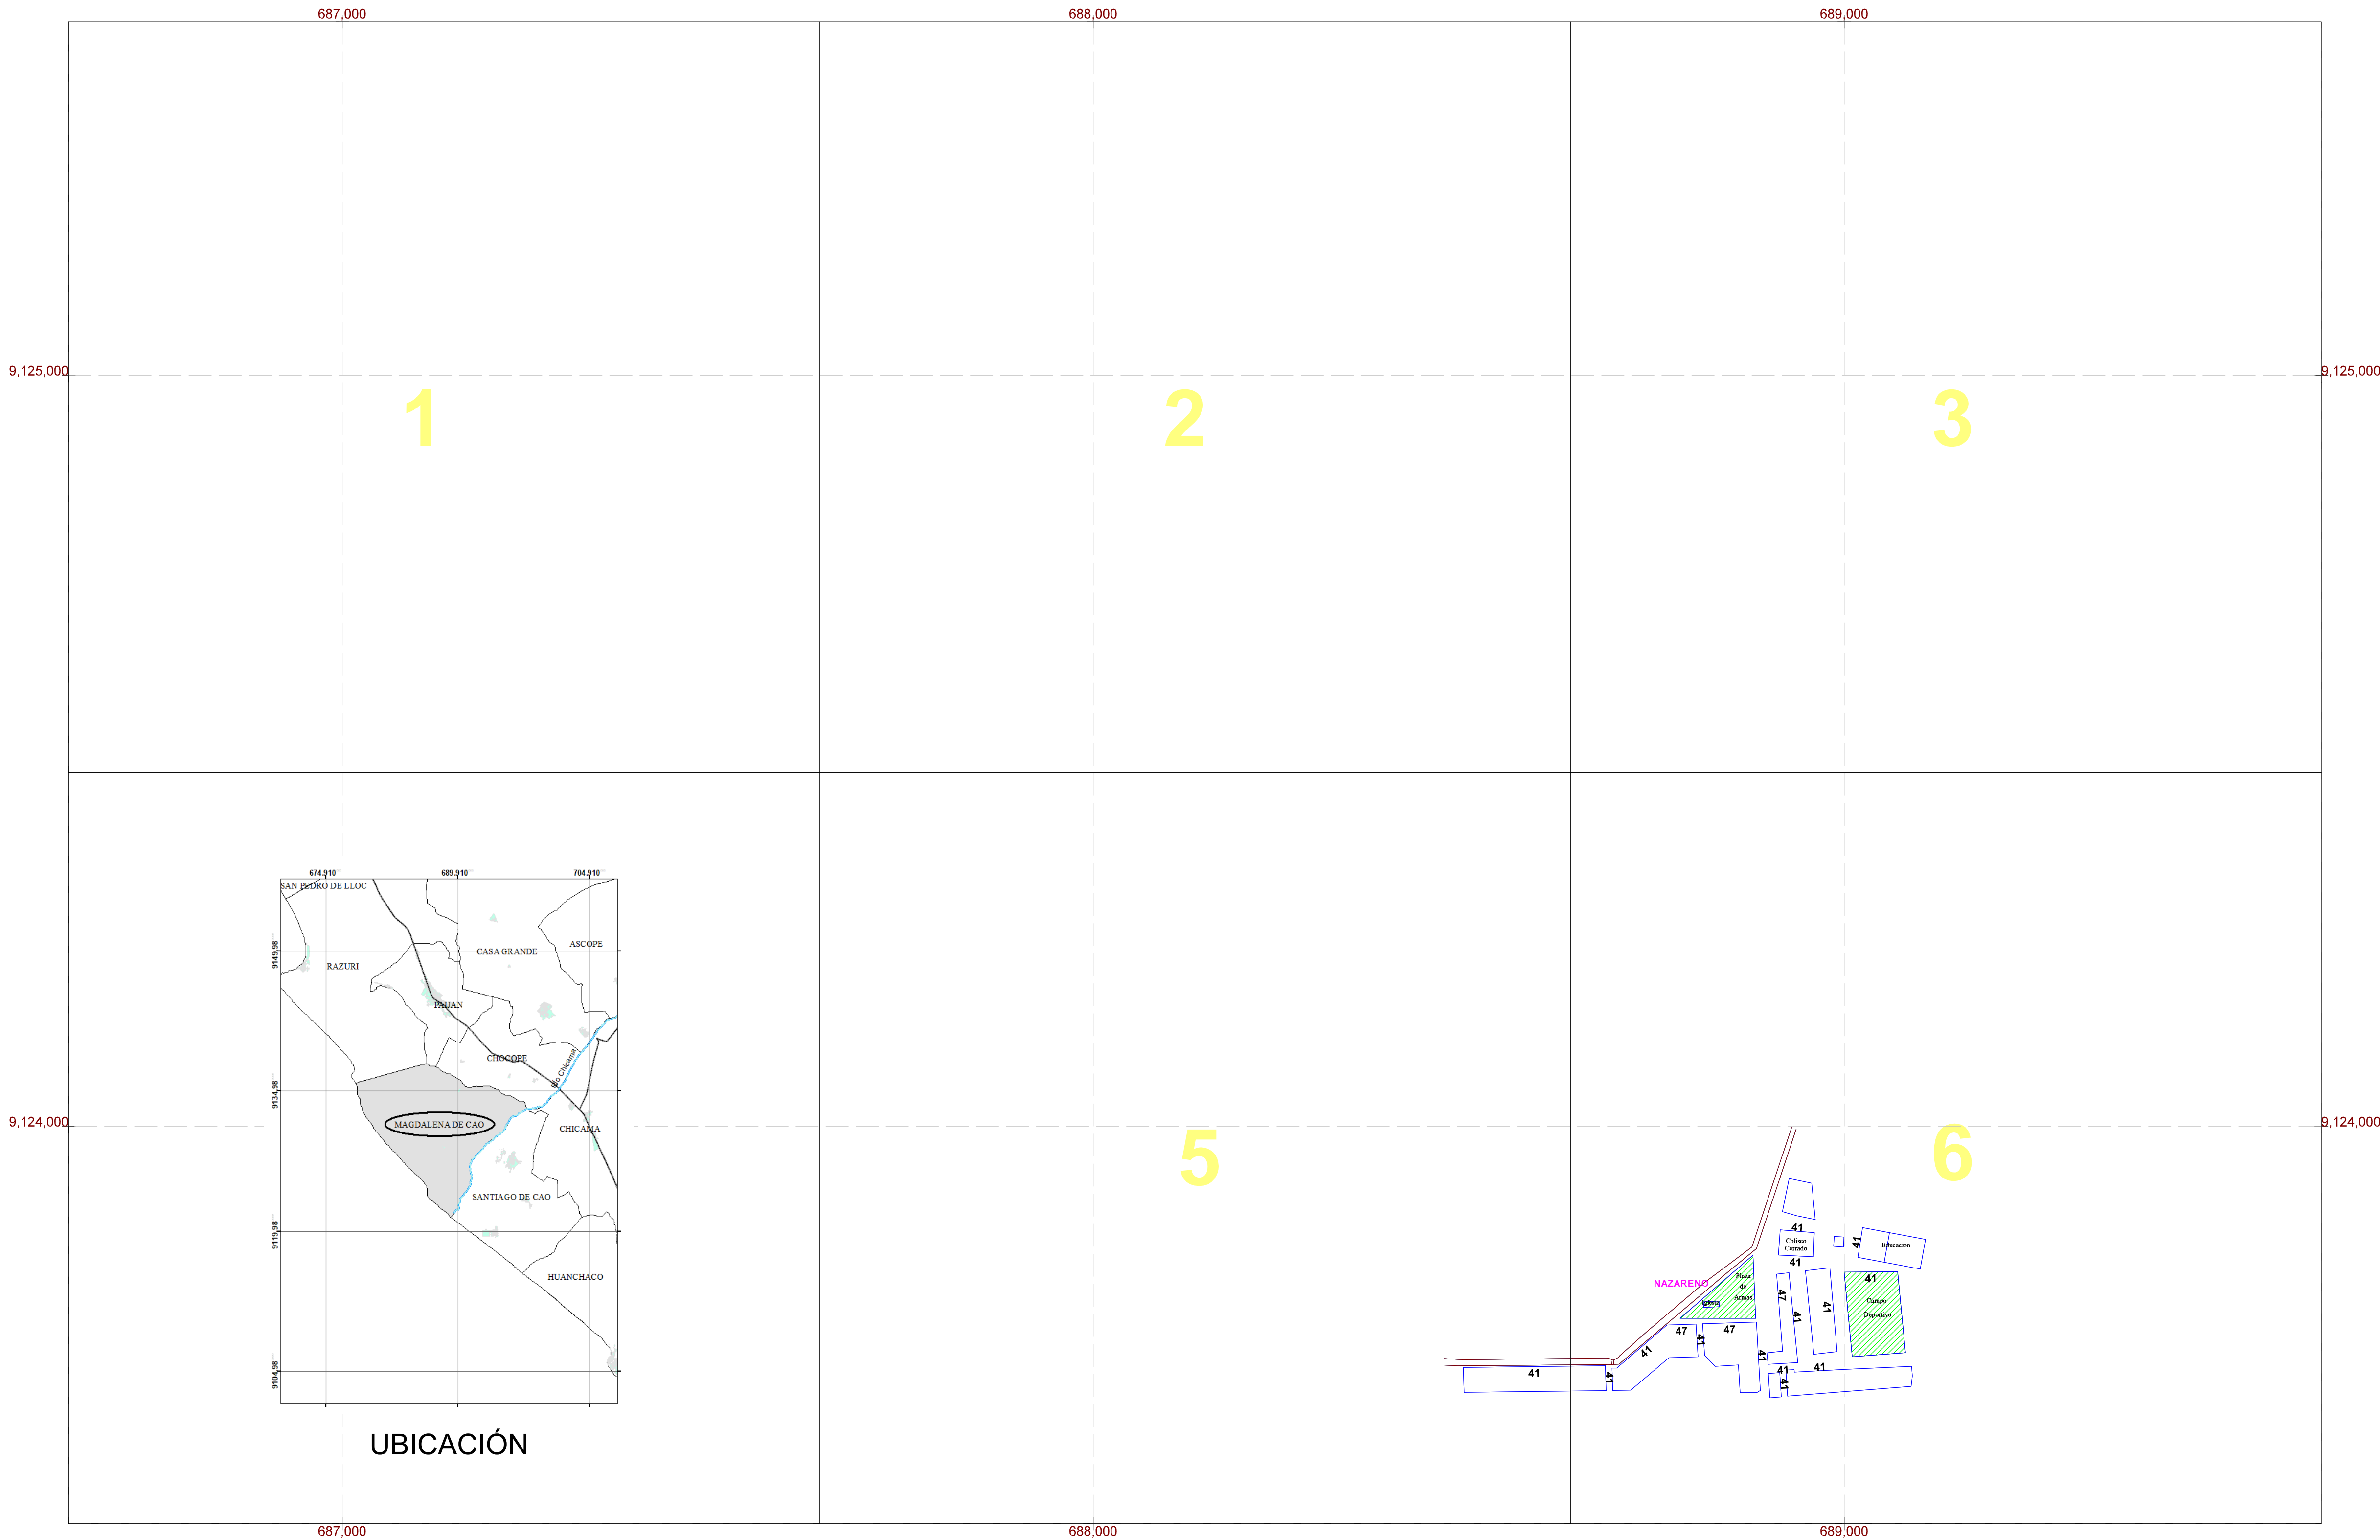 687,000
688,000
689,000
9,125,000
9,125,000
1
2
3
674.910
689.910
704.910
SAN PEDRO DE LLOC
ASCOPE
CASA GRANDE
9149.98
RAZURI
PAIJAN
CHOCOPE
Río Chicama
9134.98
MAGDALENA DE CAO
CHICAMA
SANTIAGO DE CAO
9119.98
HUANCHACO
9104.98
UBICACIÓN
9,124,000
9,124,000
5
6
41
Coliseo
Cerrado
41
Educacion
41
NAZARENO
Plaza
de
Armas
Iglesia
47
41
41
41
Campo
Deportivo
47
47
41
41
41
41
41
41
41
41
41
687,000
688,000
689,000